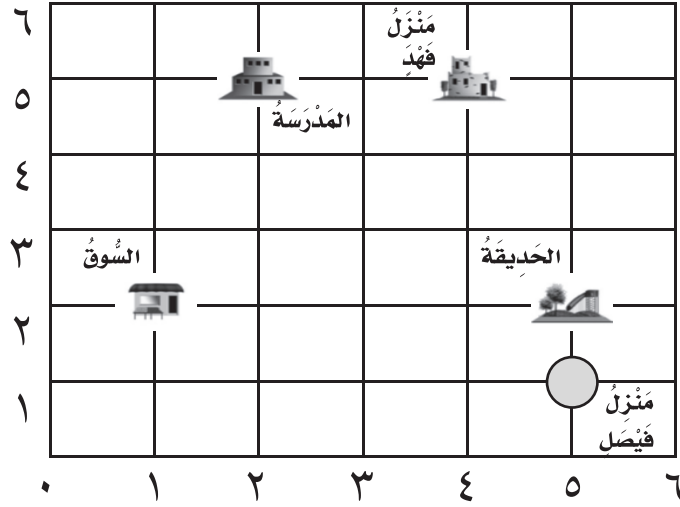 ٦
مَنْزَلُ
فَهْدٍَ
٥
المَدْرَسَةُ
٤
٣
السُّوقُ
الحَدِيقَةُ
٢
١
مَنْزِلُ
فَيْصَلٍ
٠ ١ ٢ ٣ ٤ ٥ ٦